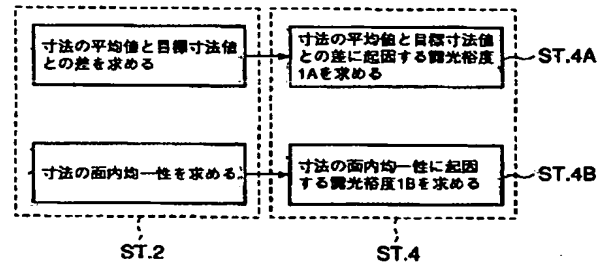 寸法の平均値と目標寸法値
との差を求める
寸法の平均値と目標寸法値
との差に起因する露光裕度
1Aを求める
ST.4A
寸法の面内均一性を求める
寸法の面内均一性に起因
する露光裕度1Bを求める
ST.4B
ST.2
ST.4